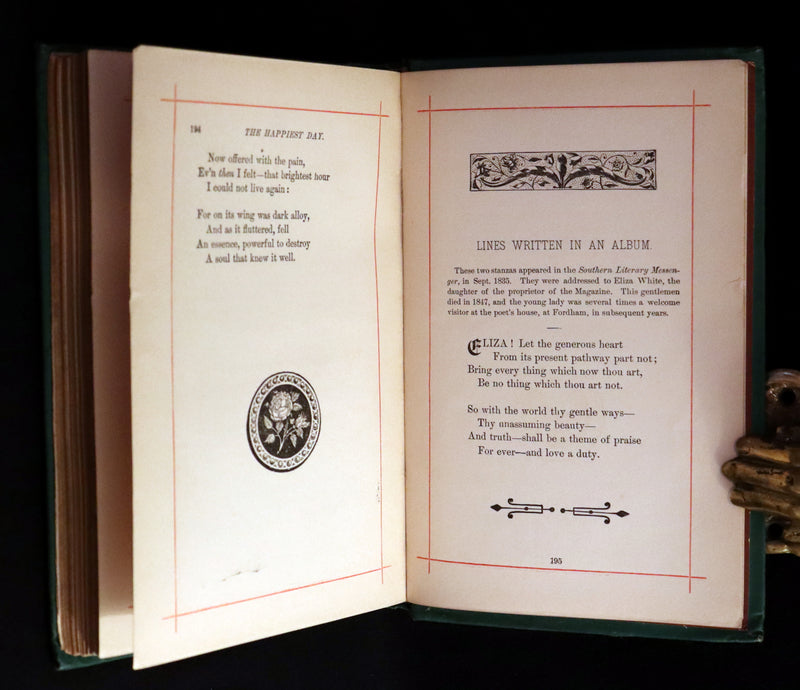 194
THE HAPPIEST DAY.
Now offered with the pain,
Ev'n then I felt—that brightest hour
I could not live again:
For on its wing was dark alloy,
And as it fluttered, fell
An essence, powerful to destroy
A soul that knew it well.
LINES WRITTEN IN AN ALBUM.
These two stanzas appeared in the Southern Literary Messen-
ger, in Sept. 1835. They were addressed to Eliza White, the
daughter of the proprietor of the Magazine. This gentlemen
died in 1847, and the young lady was several times a welcome
visitor at the poet's house, at Fordham, in subsequent years.
ELIZA! Let the generous heart
From its present pathway part not;
Bring every thing which now thou art,
Be no thing which thou art not.
So with the world thy gentle ways—
Thy unassuming beauty—
And truth—shall be a theme of praise
For ever—and love a duty.
195